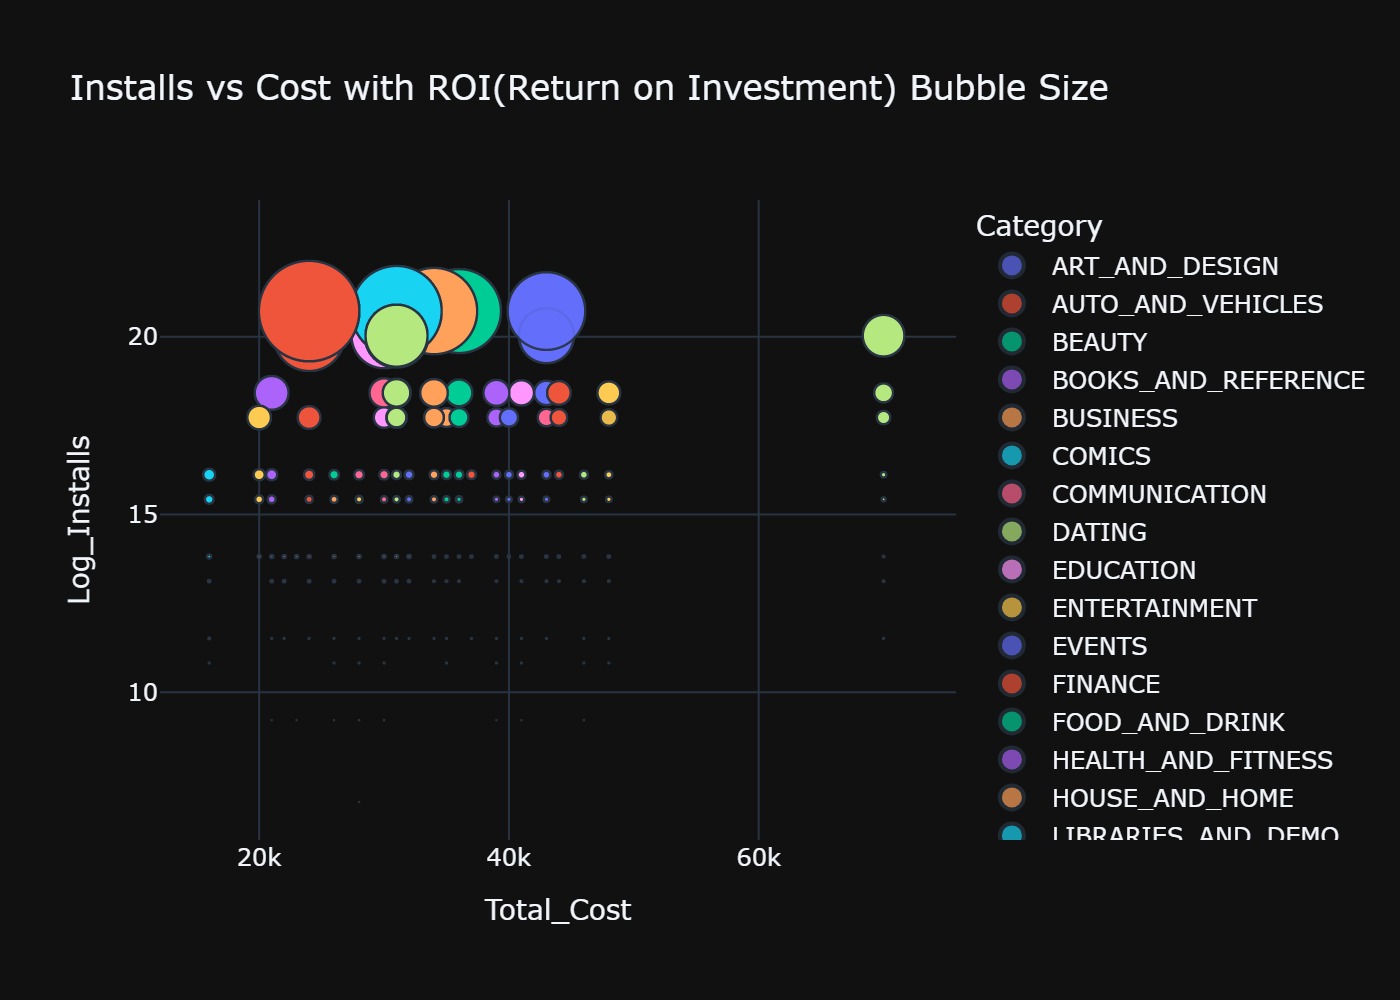 Installs vs Cost with ROI(Return on Investment) Bubble Size
Category
ART_AND_DESIGN
AUTO_AND_VEHICLES
BEAUTY
BOOKS_AND_REFERENCE
BUSINESS
COMICS
COMMUNICATION
DATING
EDUCATION
ENTERTAINMENT
EVENTS
FINANCE
FOOD_AND_DRINK
HEALTH_AND_FITNESS
HOUSE_AND_HOME
LIBRARIES_AND_DEMO
Log_Installs
20
15
10
20k
40k
60k
Total_Cost